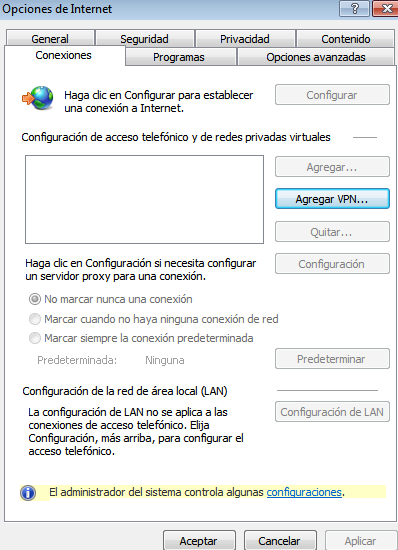 Opciones de Internet
General Seguridad Privacidad Contenido
Conexiones Programas Opciones avanzadas
Haga clic en Configurar para establecer
una conexión a Internet.
Configurar
Configuración de acceso telefónico y de redes privadas virtuales
Agregar...
Agregar VPN...
Quitar...
Haga clic en Configuración si necesita configurar
un servidor proxy para una conexión.
Configuración
No marcar nunca una conexión
Marcar cuando no haya ninguna conexión de red
Marcar siempre la conexión predeterminada
Predeterminada: Ninguna
Predeterminar
Configuración de la red de área local (LAN)
La configuración de LAN no se aplica a las
conexiones de acceso telefónico. Elija
Configuración, más arriba, para configurar el
acceso telefónico.
Configuración de LAN
El administrador del sistema controla algunas configuraciones.
Aceptar Cancelar Aplicar